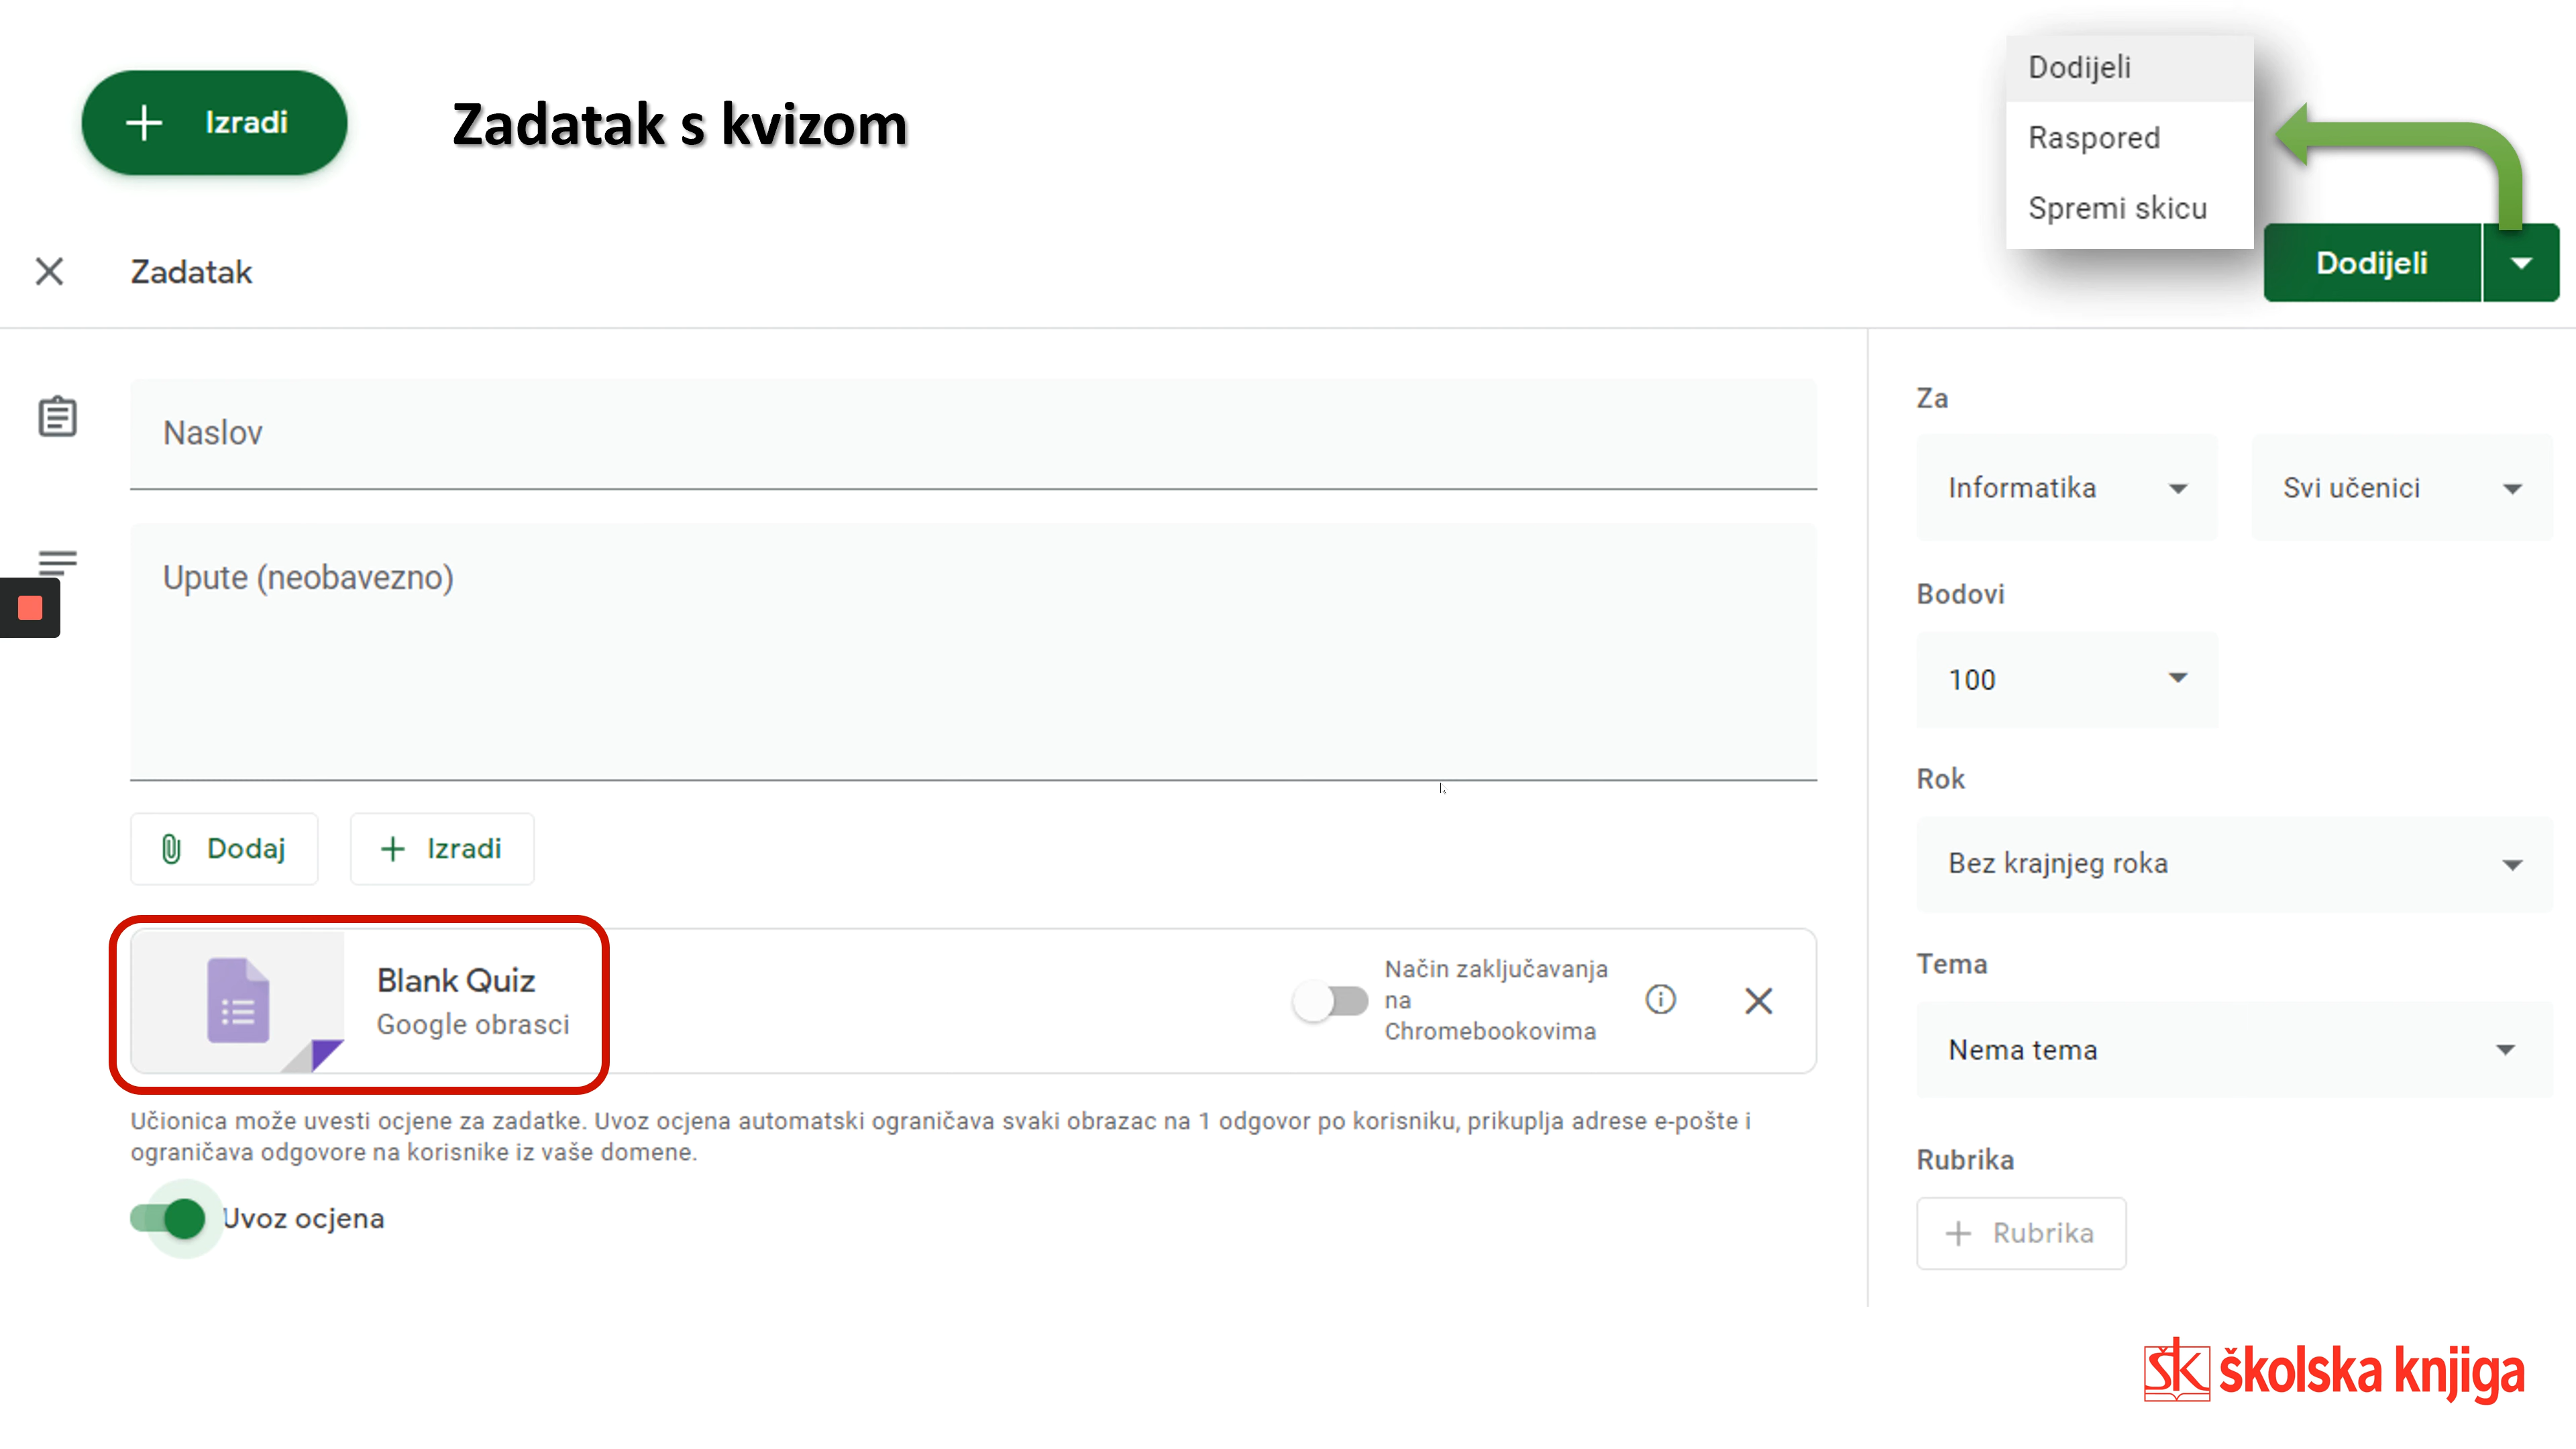 Izradi
Zadatak s kvizom
Dodijeli
Raspored
Spremi skicu
Zadatak
Dodijeli
Naslov
Upute (neobavezno)
Dodaj
Izradi
Blank Quiz
Google obrasci
Način zaključavanja
na
Chromebookovima
Učionica može uvesti ocjene za zadatke. Uvoz ocjena automatski ograničava svaki obrazac na 1 odgovor po korisniku, prikuplja adrese e-pošte i
ograničava odgovore na korisnike iz vaše domene.
Uvoz ocjena
Za
Informatika
Svi učenici
Bodovi
100
Rok
Bez krajnjeg roka
Tema
Nema tema
Rubrika
Rubrika
ŠK školska knjiga